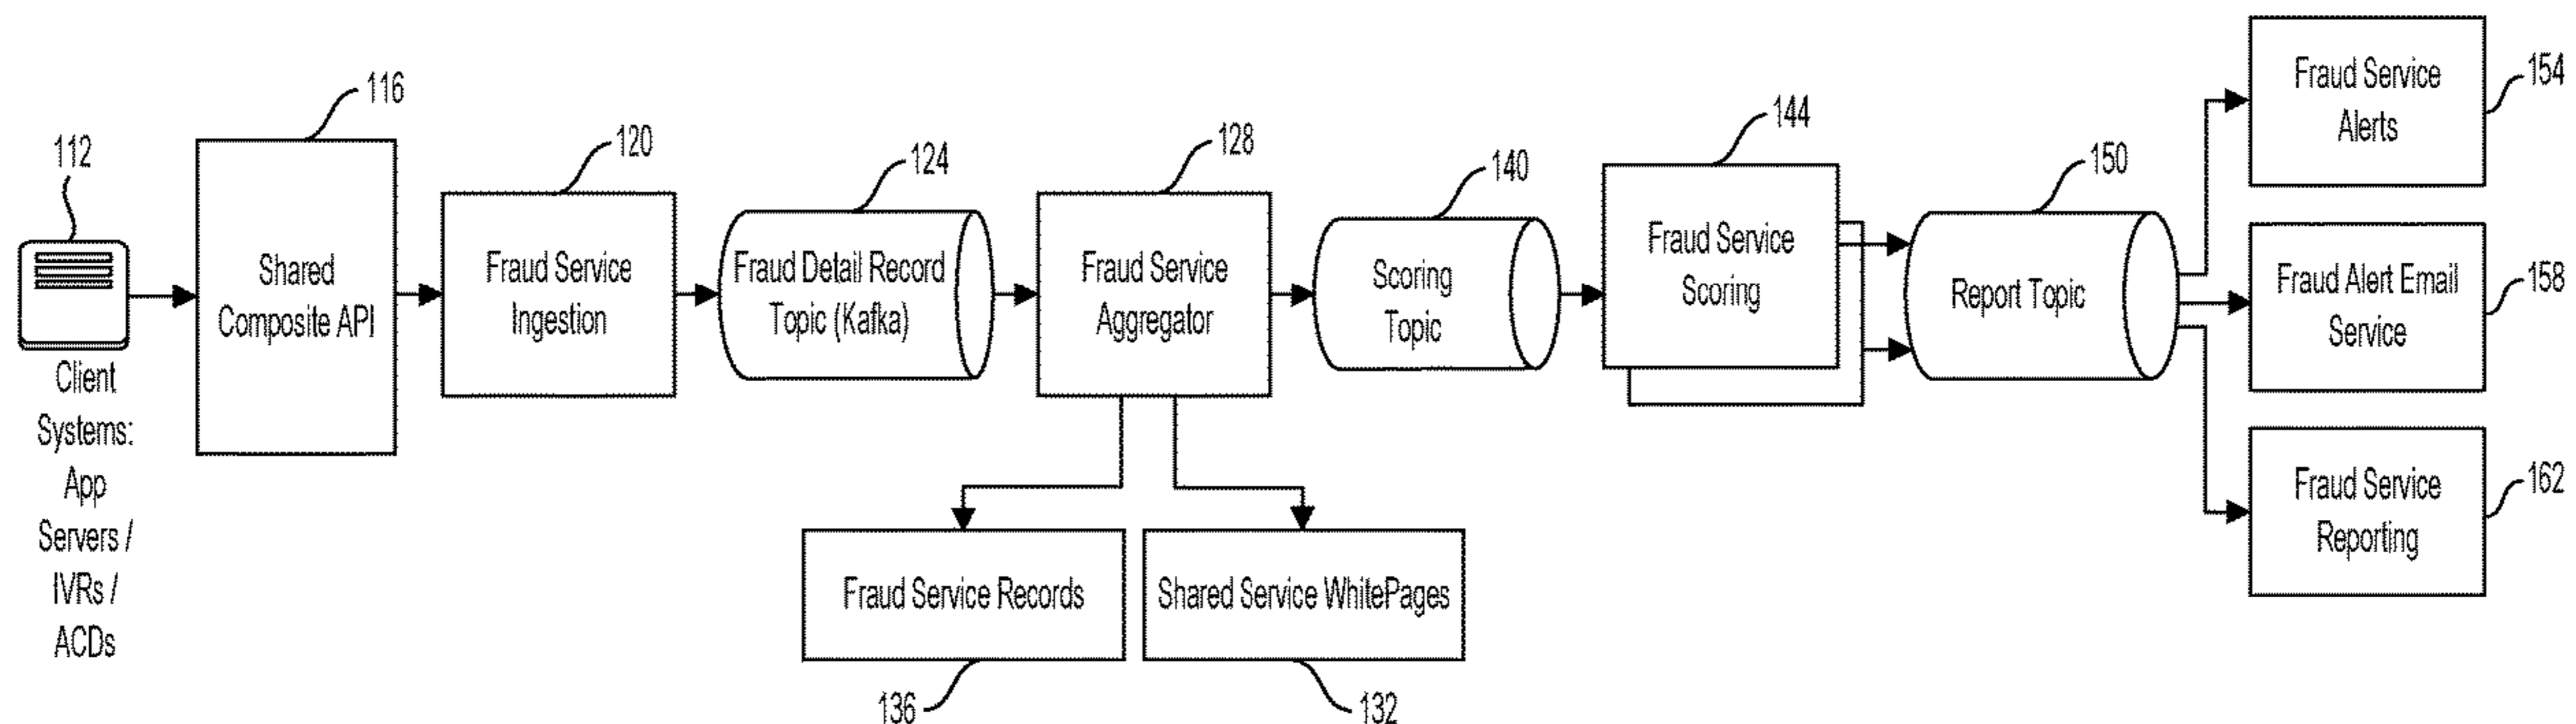 112
Client
Systems:
App
Servers /
IVRs /
ACDs
116
Shared
Composite API
120
Fraud Service
Ingestion
124
Fraud Detail Record
Topic (Kafka)
128
Fraud Service
Aggregator
Fraud Service Records
136
Shared Service WhitePages
132
140
Scoring
Topic
144
Fraud Service
Scoring
150
Report Topic
Fraud Service
Alerts
154
Fraud Alert Email
Service
158
Fraud Service
Reporting
162